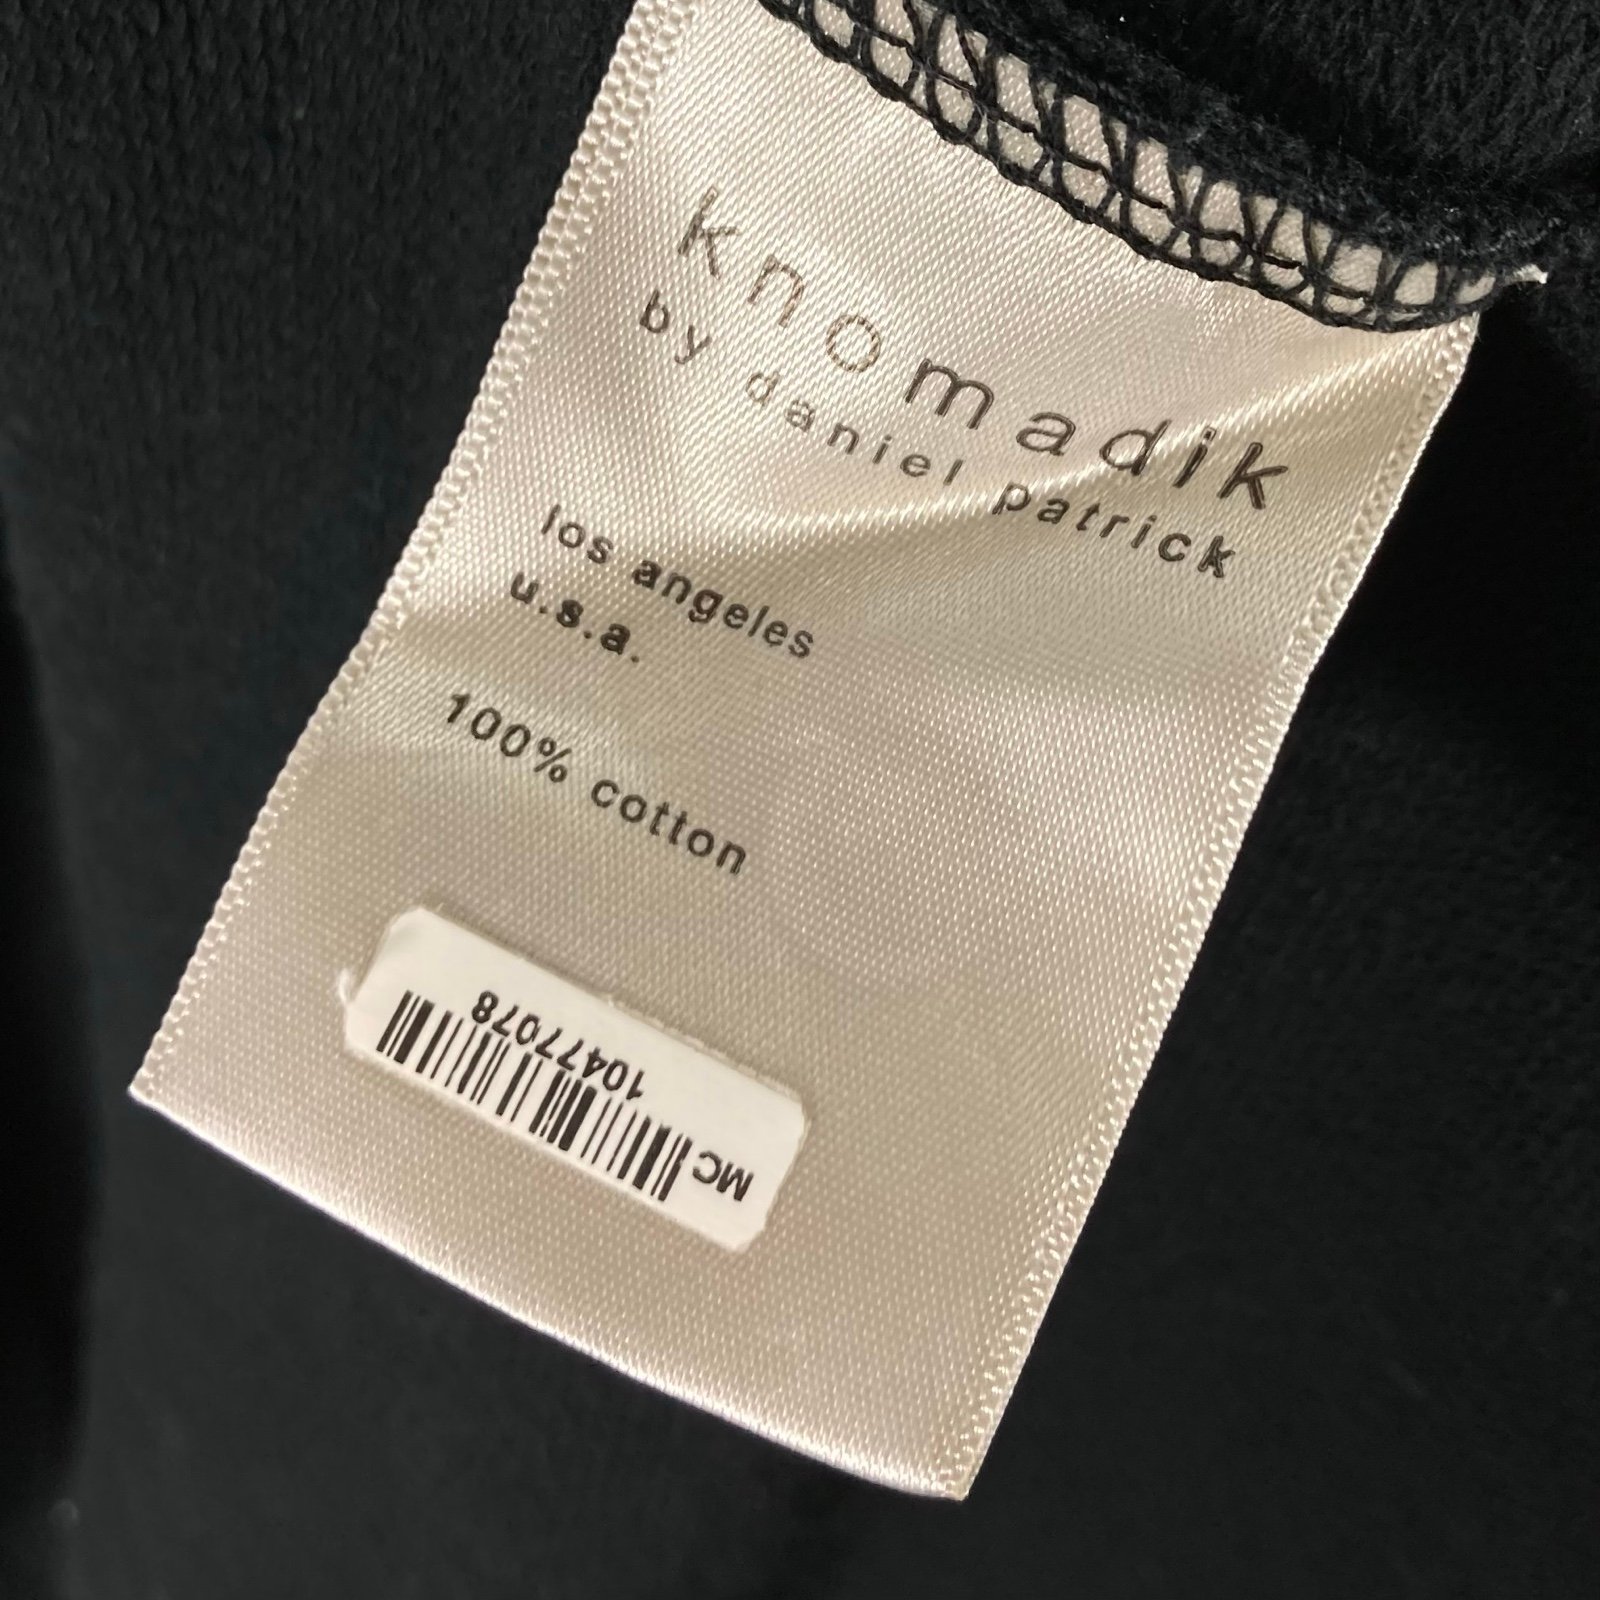 knomadik
by daniel patrick
los angeles
u.s.a.
100% cotton
MC
10477078